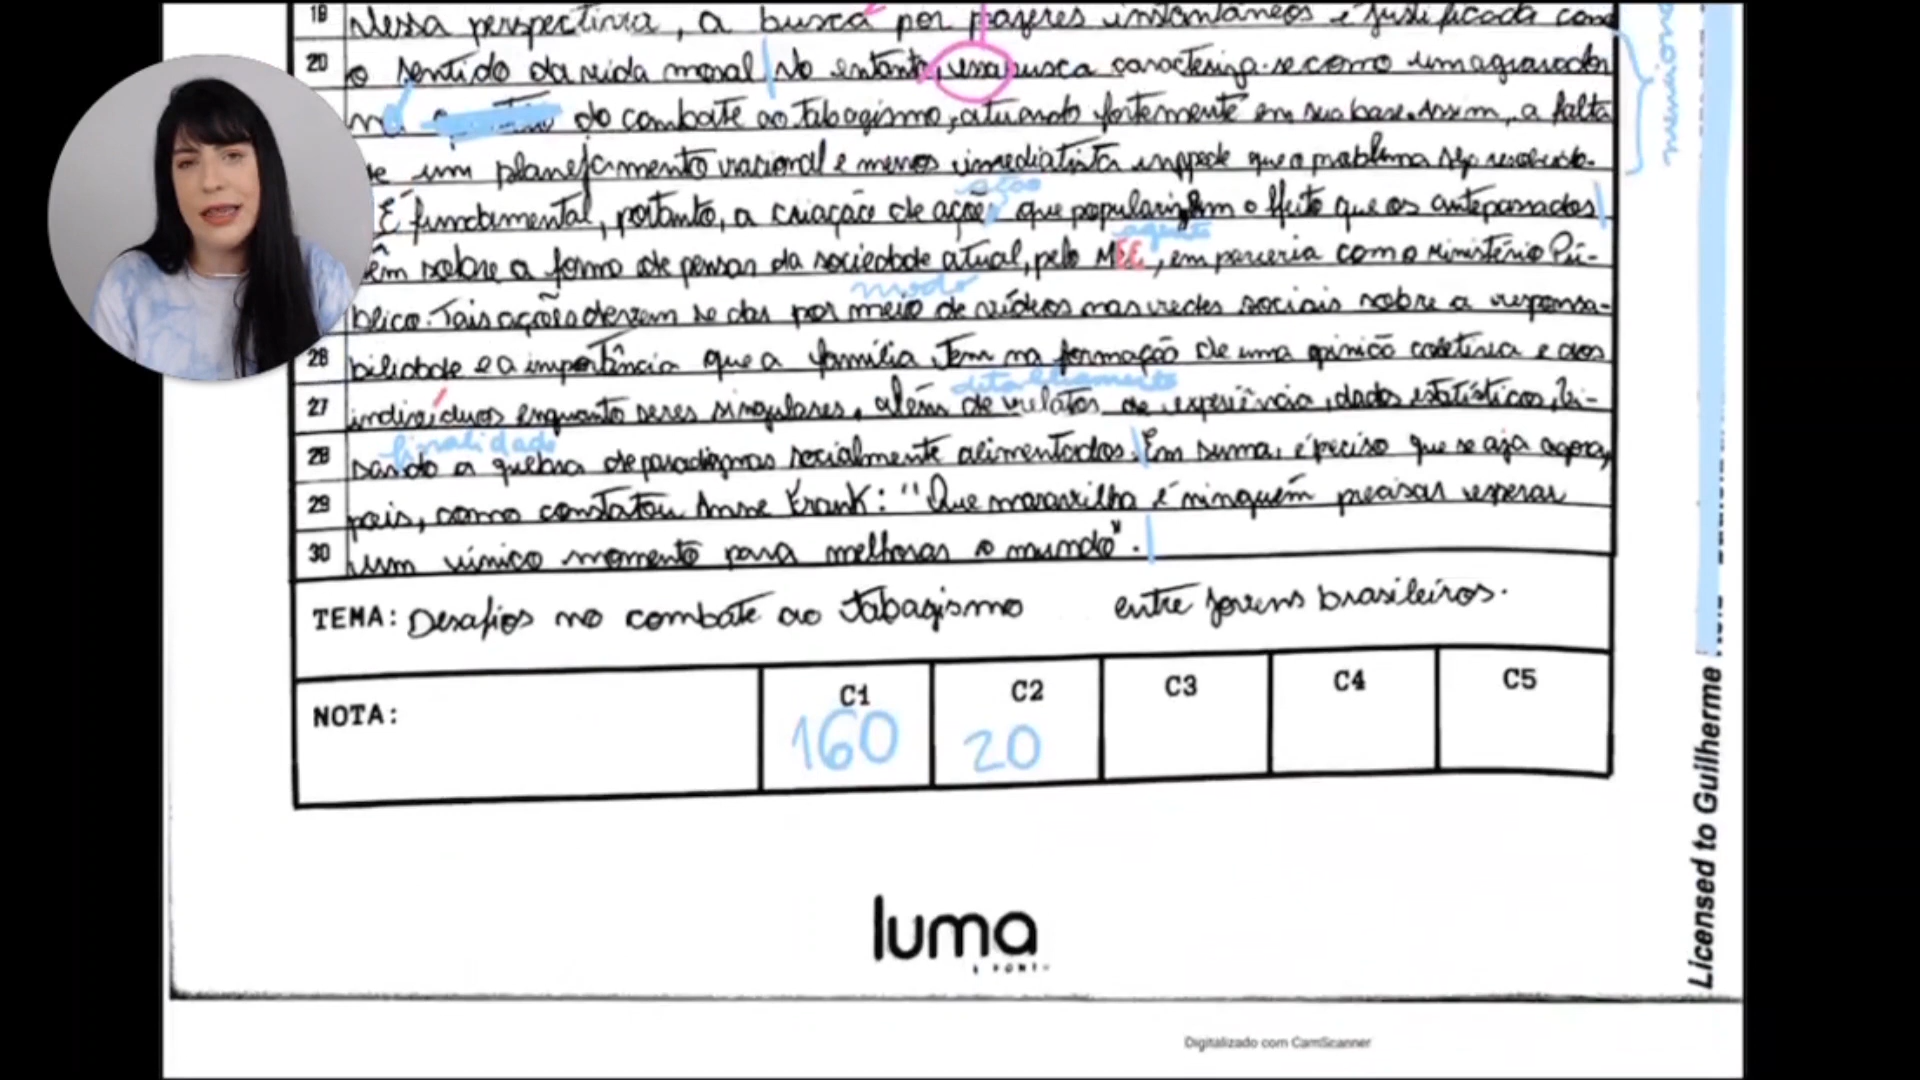 19 Nessa perspectiva, a busca por prazeres instantâneos é justificada como
20 o sentido da vida moral. No entanto, essa busca caracteriza-se como um agravador
na do combate ao tabagismo, atuando fortemente em sua base. Assim, a falta
de um planejamento racional e menos imediatista impede que o problema seja resolvido.
ação
É fundamental, portanto, a criação de ações que popularizem o efeito que os antepassados
agente
têm sobre a forma de pensar da sociedade atual, pelo MEC, em parceria com o Ministério Pú-
modo
blico. Tais ações devem se dar por meio de vídeos nas redes sociais sobre a responsa-
26 bilidade e a importância que a família tem na formação de uma opinião coletiva e dos
detalhamento
27 indivíduos enquanto seres singulares, além de relatos de experiência, dados estatísticos, vi-
finalidade
28 sando a quebra de paradigmas socialmente alimentados. Em suma, é preciso que se aja agora,
29 pois, como constatou Anne Frank: "Que maravilha é ninguém precisar esperar
30 um único momento para melhorar o mundo".
TEMA: Desafios no combate ao tabagismo entre jovens brasileiros.
NOTA: C1 C2 C3 C4 C5
160 20
luma
Digitalizado com CamScanner
Licensed to Guilherme